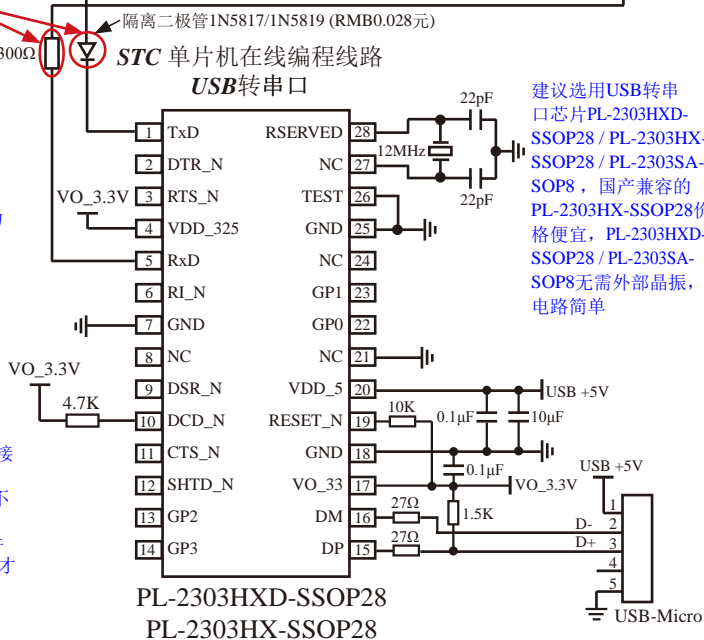 隔离二极管1N5817/1N5819 (RMB0.028元)
300Ω
STC 单片机在线编程线路
USB转串口
建议选用USB转串
口芯片PL-2303HXD-
SSOP28 / PL-2303HX-
SSOP28 / PL-2303SA-
SOP8 ，国产兼容的
PL-2303HX-SSOP28价
格便宜，PL-2303HXD-
SSOP28 / PL-2303SA-
SOP8无需外部晶振，
电路简单
1 TxD
2 DTR_N
3 RTS_N
4 VDD_325
5 RxD
6 RI_N
7 GND
8 NC
9 DSR_N
10 DCD_N
11 CTS_N
12 SHTD_N
13 GP2
14 GP3
RSERVED 28
NC 27
TEST 26
GND 25
NC 24
GP1 23
GP0 22
NC 21
VDD_5 20
RESET_N 19
GND 18
VO_33 17
DM 16
DP 15
VO_3.3V
VO_3.3V
4.7K
22pF
12MHz
22pF
USB +5V
0.1μF
10μF
10K
0.1μF
VO_3.3V
27Ω
27Ω
1.5K
D-
D+
USB +5V
1
2
3
4
5
USB-Micro
接
不
才
PL-2303HXD-SSOP28
PL-2303HX-SSOP28